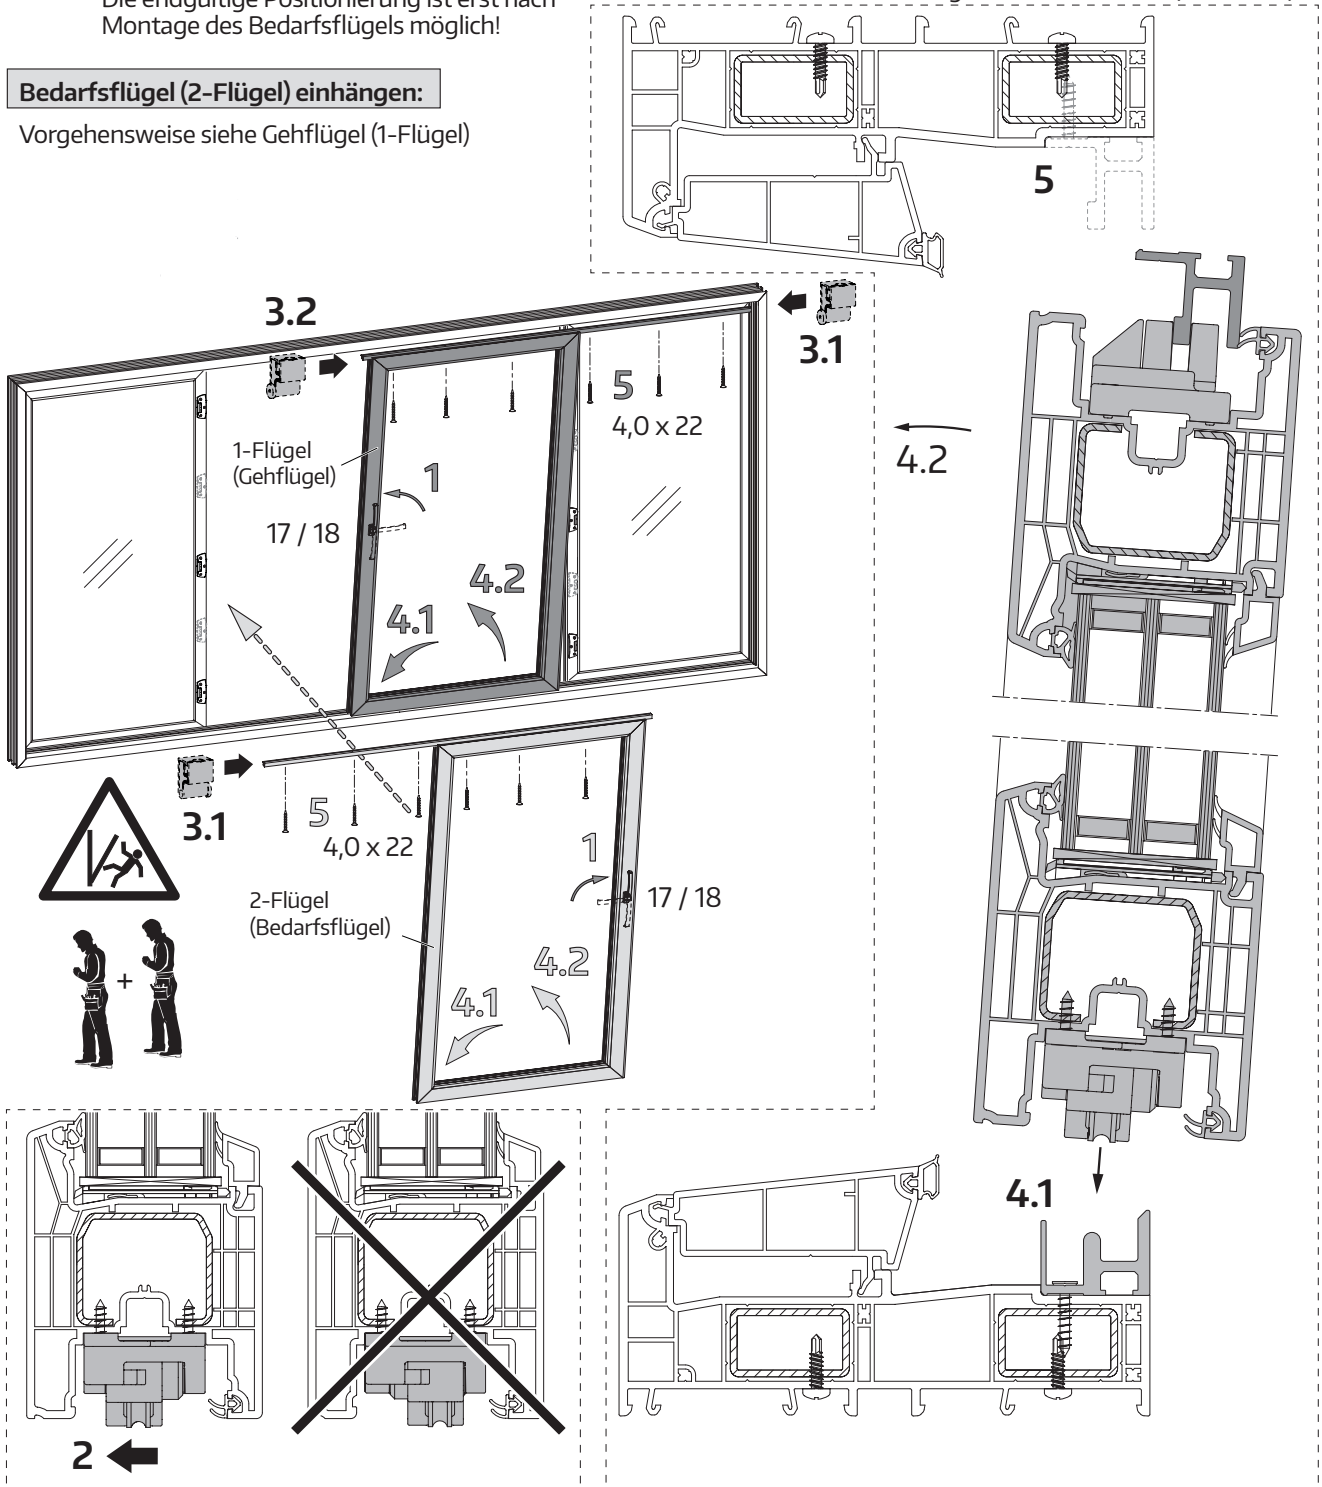 Die endgültige Positionierung ist erst nach
Montage des Bedarfsflügels möglich!
Bedarfsflügel (2-Flügel) einhängen:
Vorgehensweise siehe Gehflügel (1-Flügel)
5
3.2
3.1
5
4,0 x 22
4.2
1-Flügel
(Gehflügel)
1
17 / 18
4.2
4.1
3.1
5
4,0 x 22
1
17 / 18
2-Flügel
(Bedarfsflügel)
+
4.2
4.1
4.1
2